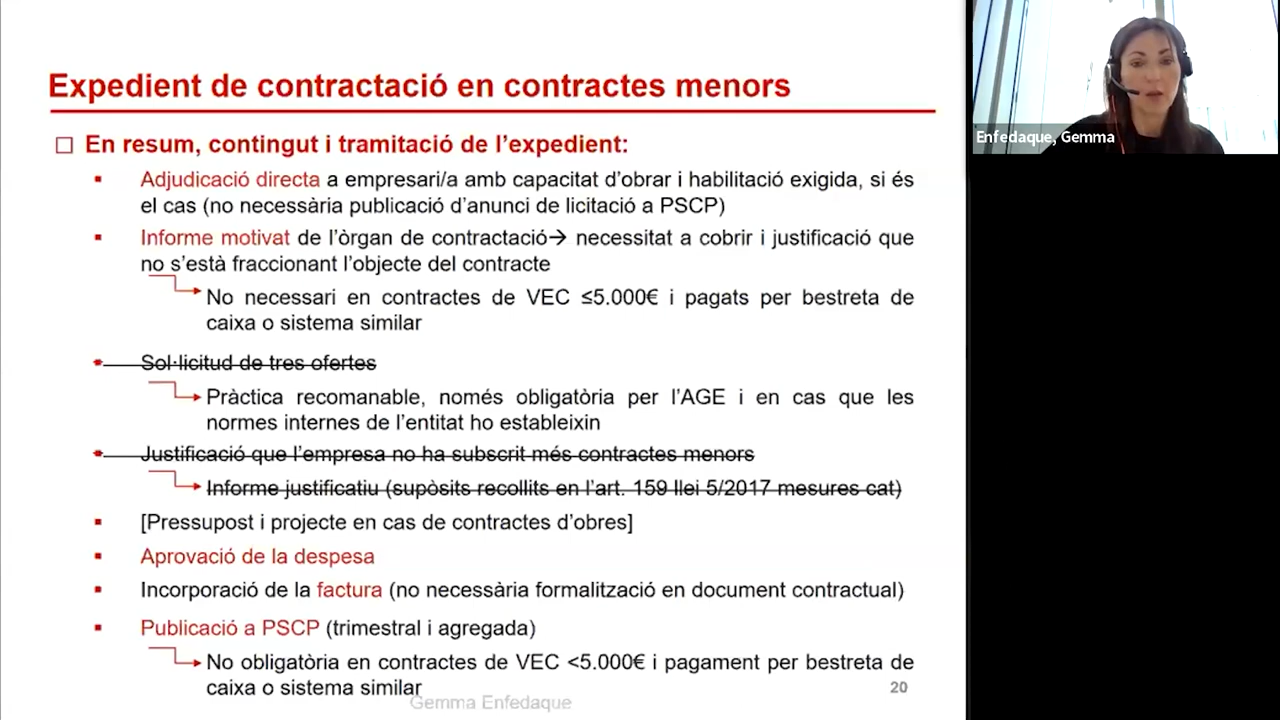 Expedient de contractació en contractes menors
En resum, contingut i tramitació de l'expedient:
Adjudicació directa a empresari/a amb capacitat d'obrar i habilitació exigida, si és
el cas (no necessària publicació d'anunci de licitació a PSCP)
Informe motivat de l'òrgan de contractació→ necessitat a cobrir i justificació que
no s'està fraccionant l'objecte del contracte
No necessari en contractes de VEC ≤5.000€ i pagats per bestreta de
caixa o sistema similar
Sol·licitud de tres ofertes
Pràctica recomanable, només obligatòria per l'AGE i en cas que les
normes internes de l'entitat ho estableixin
Justificació que l'empresa no ha subscrit més contractes menors
Informe justificatiu (supòsits recollits en l'art. 159 llei 5/2017 mesures cat)
[Pressupost i projecte en cas de contractes d'obres]
Aprovació de la despesa
Incorporació de la factura (no necessària formalització en document contractual)
Publicació a PSCP (trimestral i agregada)
No obligatòria en contractes de VEC <5.000€ i pagament per bestreta de
caixa o sistema similar
20
Gemma Enfedaque
Enfedaque, Gemma